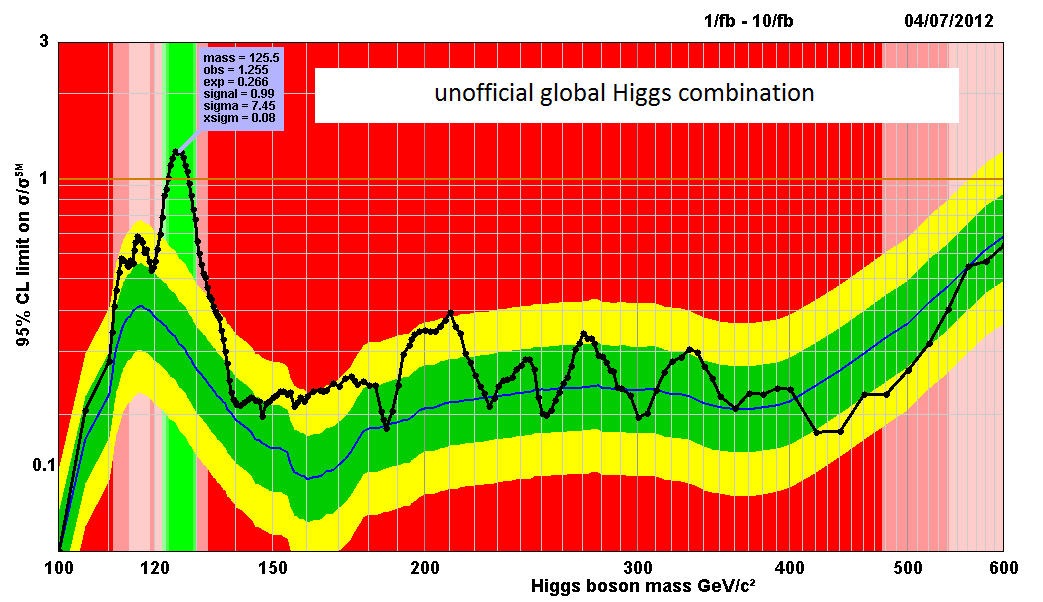 1/fb - 10/fb 04/07/2012
3
mass = 125.5
obs = 1.255
exp = 0.266
signal = 0.99
sigma = 7.45
xsigm = 0.08
unofficial global Higgs combination
1
95% CL limit on σ/σˢᴹ
0.1
100 120 150 200 300 400 500 600
Higgs boson mass GeV/c²